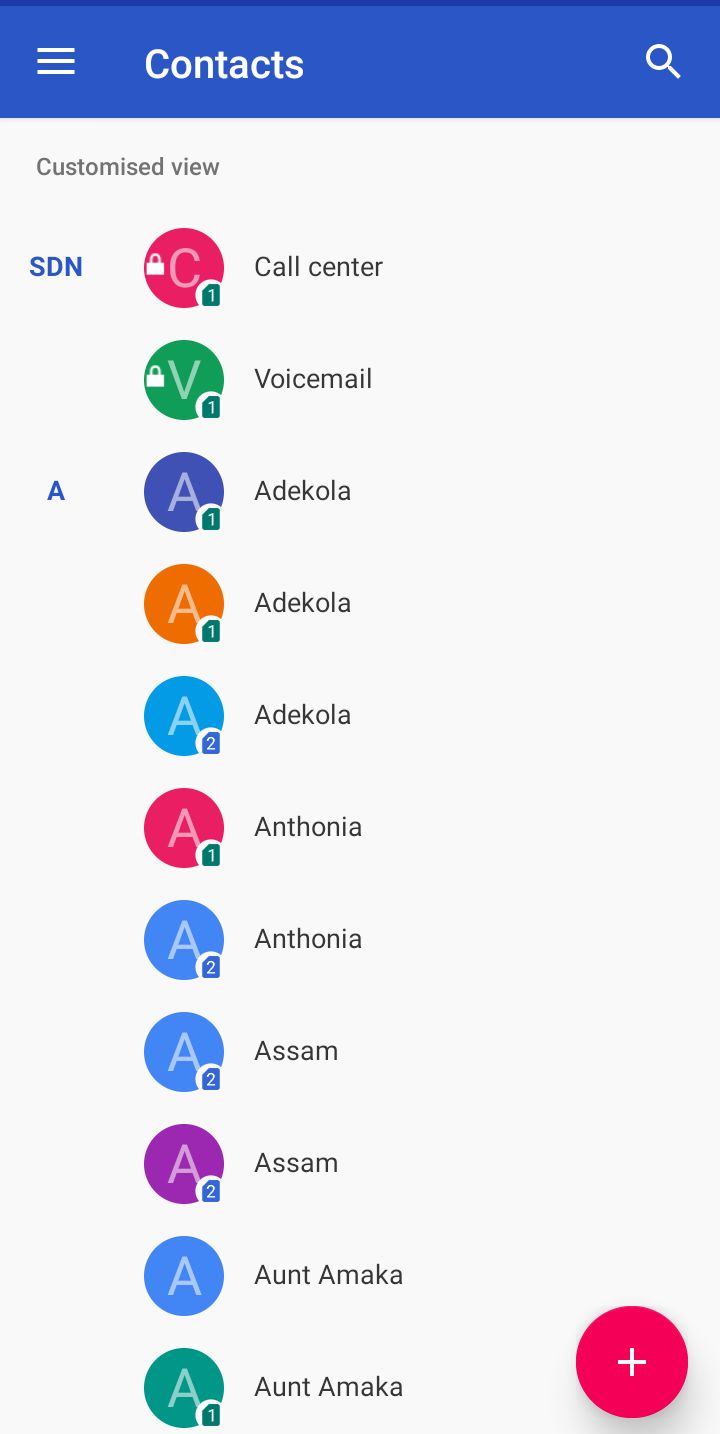 Contacts
Customised view
SDN
C
1
Call center
V
1
Voicemail
A
A
1
Adekola
A
1
Adekola
A
2
Adekola
A
1
Anthonia
A
2
Anthonia
A
2
Assam
A
2
Assam
A
Aunt Amaka
A
1
Aunt Amaka